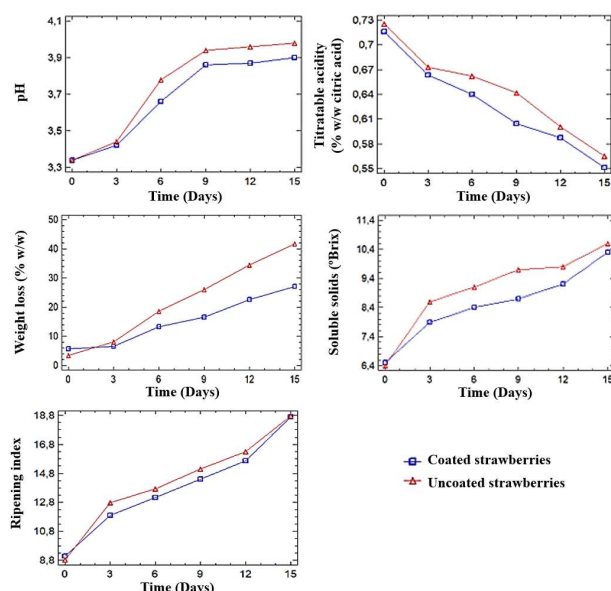 4,1
3,9
3,7
3,5
3,3
pH
0 3 6 9 12 15
Time (Days)
0,73
0,7
0,67
0,64
0,61
0,58
0,55
Titratable acidity
(% w/w citric acid)
0 3 6 9 12 15
Time (Days)
50
40
30
20
10
0
Weight loss (% w/w)
0 3 6 9 12 15
Time (Days)
11,4
10,4
9,4
8,4
7,4
6,4
Soluble solids (ºBrix)
0 3 6 9 12 15
Time (Days)
18,8
16,8
14,8
12,8
10,8
8,8
Ripening index
0 3 6 9 12 15
Time (Days)
Coated strawberries
Uncoated strawberries